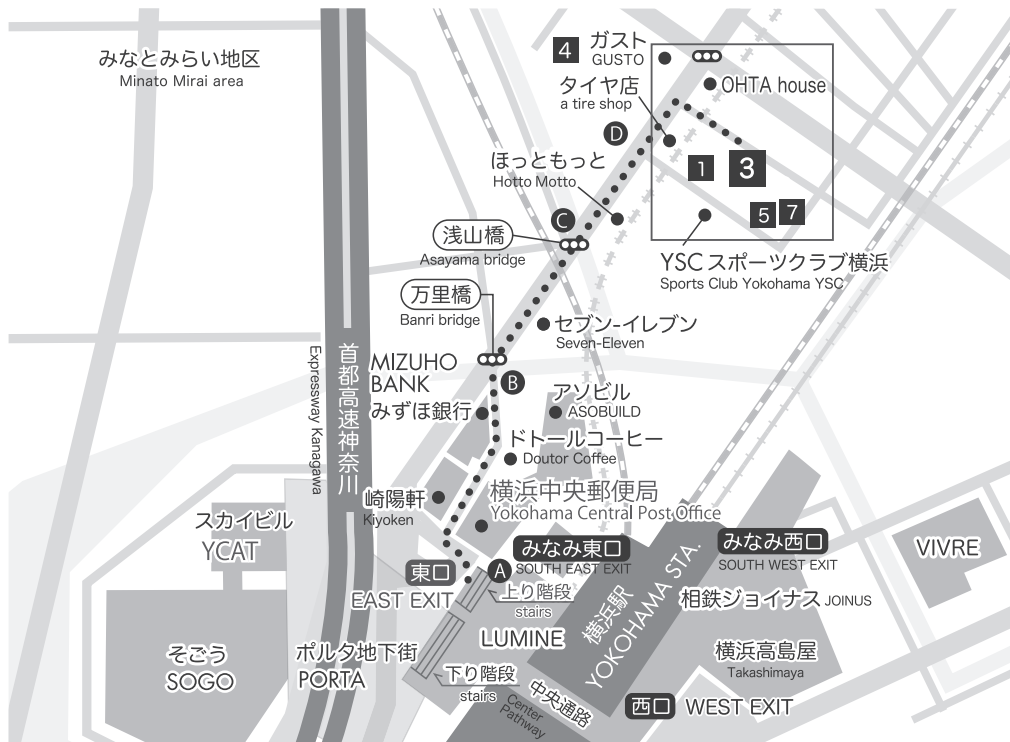 みなとみらい地区
Minato Mirai area
4
ガスト
GUSTO
タイヤ店
a tire shop
OHTA house
D
ほっともっと
Hotto Motto
1
3
5
7
C
浅山橋
Asayama bridge
YSCスポーツクラブ横浜
Sports Club Yokohama YSC
万里橋
Banri bridge
セブン-イレブン
Seven-Eleven
首都高速神奈川
Expressway Kanagawa
MIZUHO
BANK
みずほ銀行
B
アソビル
ASOBUILD
ドトールコーヒー
Doutor Coffee
崎陽軒
Kiyoken
横浜中央郵便局
Yokohama Central Post Office
スカイビル
YCAT
みなみ東口
SOUTH EAST EXIT
みなみ西口
SOUTH WEST EXIT
VIVRE
東口
EAST EXIT
A
上り階段
stairs
横浜駅
YOKOHAMA STA.
相鉄ジョイナス JOINUS
LUMINE
そごう
SOGO
ポルタ地下街
PORTA
下り階段
stairs
中央通路
Center
Pathway
横浜高島屋
Takashimaya
西口
WEST EXIT